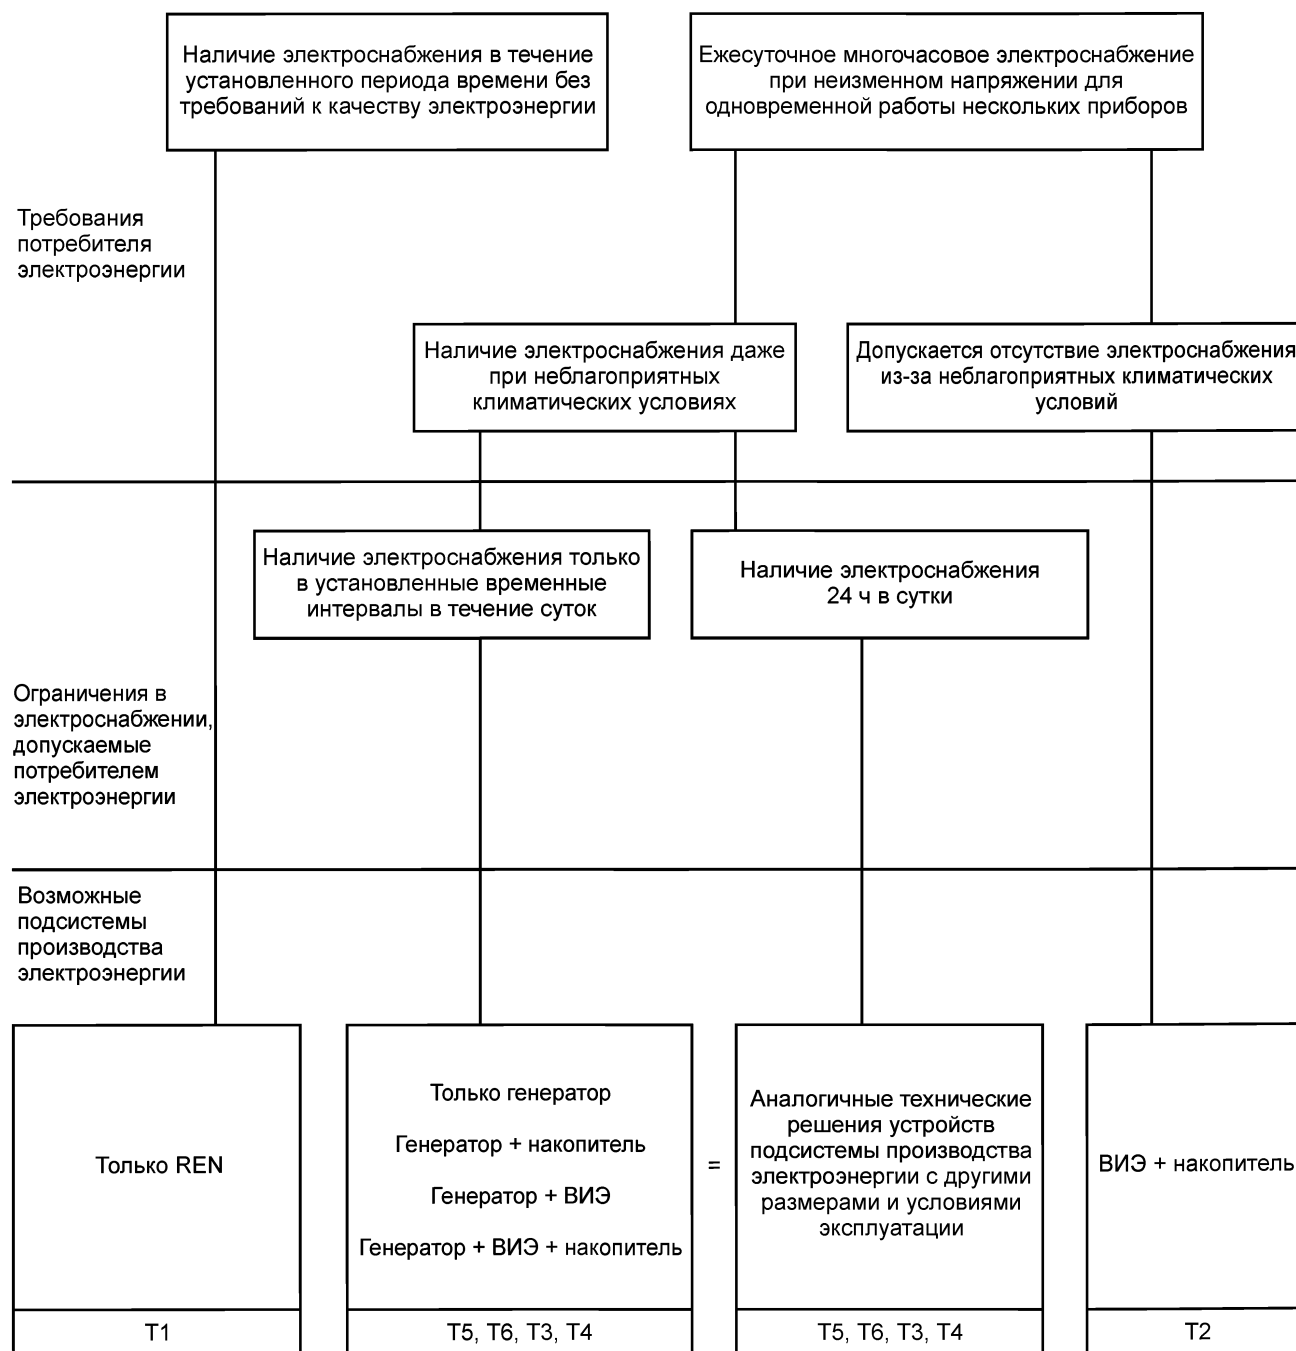 Наличие электроснабжения в течение
установленного периода времени без
требований к качеству электроэнергии
Ежесуточное многочасовое электроснабжение
при неизменном напряжении для
одновременной работы нескольких приборов
Требования
потребителя
электроэнергии
Наличие электроснабжения даже
при неблагоприятных
климатических условиях
Допускается отсутствие электроснабжения
из-за неблагоприятных климатических
условий
Наличие электроснабжения только
в установленные временные
интервалы в течение суток
Наличие электроснабжения
24 ч в сутки
Ограничения в
электроснабжении,
допускаемые
потребителем
электроэнергии
Возможные
подсистемы
производства
электроэнергии
Только REN
Только генератор
Генератор + накопитель
Генератор + ВИЭ
Генератор + ВИЭ + накопитель
=
Аналогичные технические
решения устройств
подсистемы производства
электроэнергии с другими
размерами и условиями
эксплуатации
ВИЭ + накопитель
T1
T5, T6, T3, T4
T5, T6, T3, T4
T2